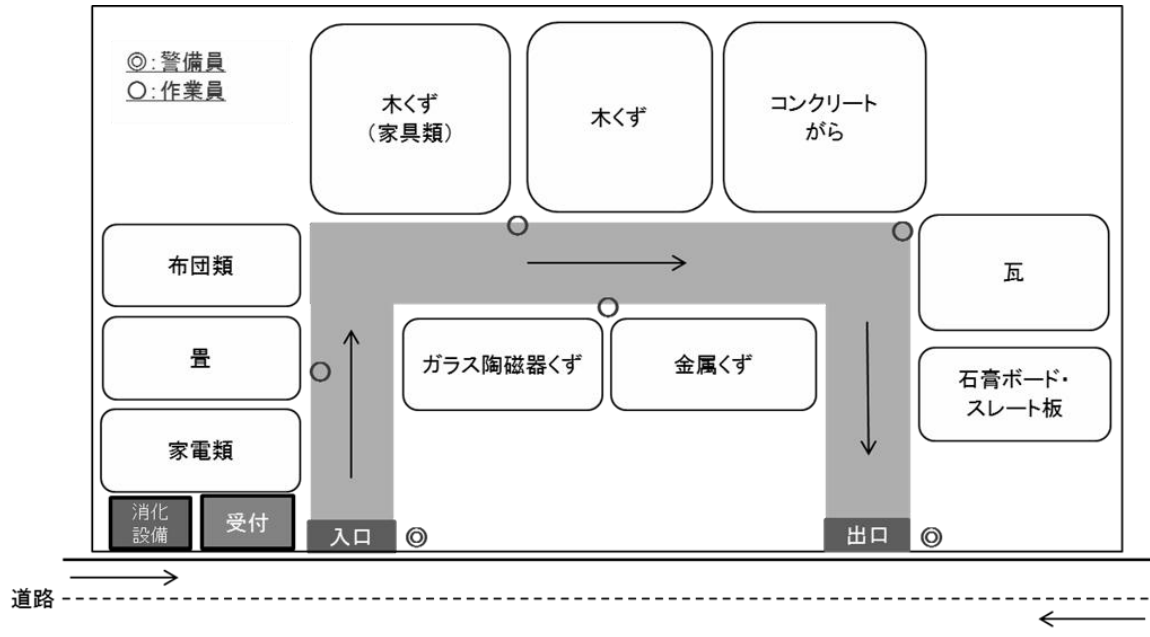 ◎:警備員
○:作業員
木くず
(家具類)
木くず
コンクリート
がら
布団類
瓦
畳
ガラス陶磁器くず
金属くず
石膏ボード・
スレート板
家電類
消化
設備
受付
入口
◎
出口
◎
道路